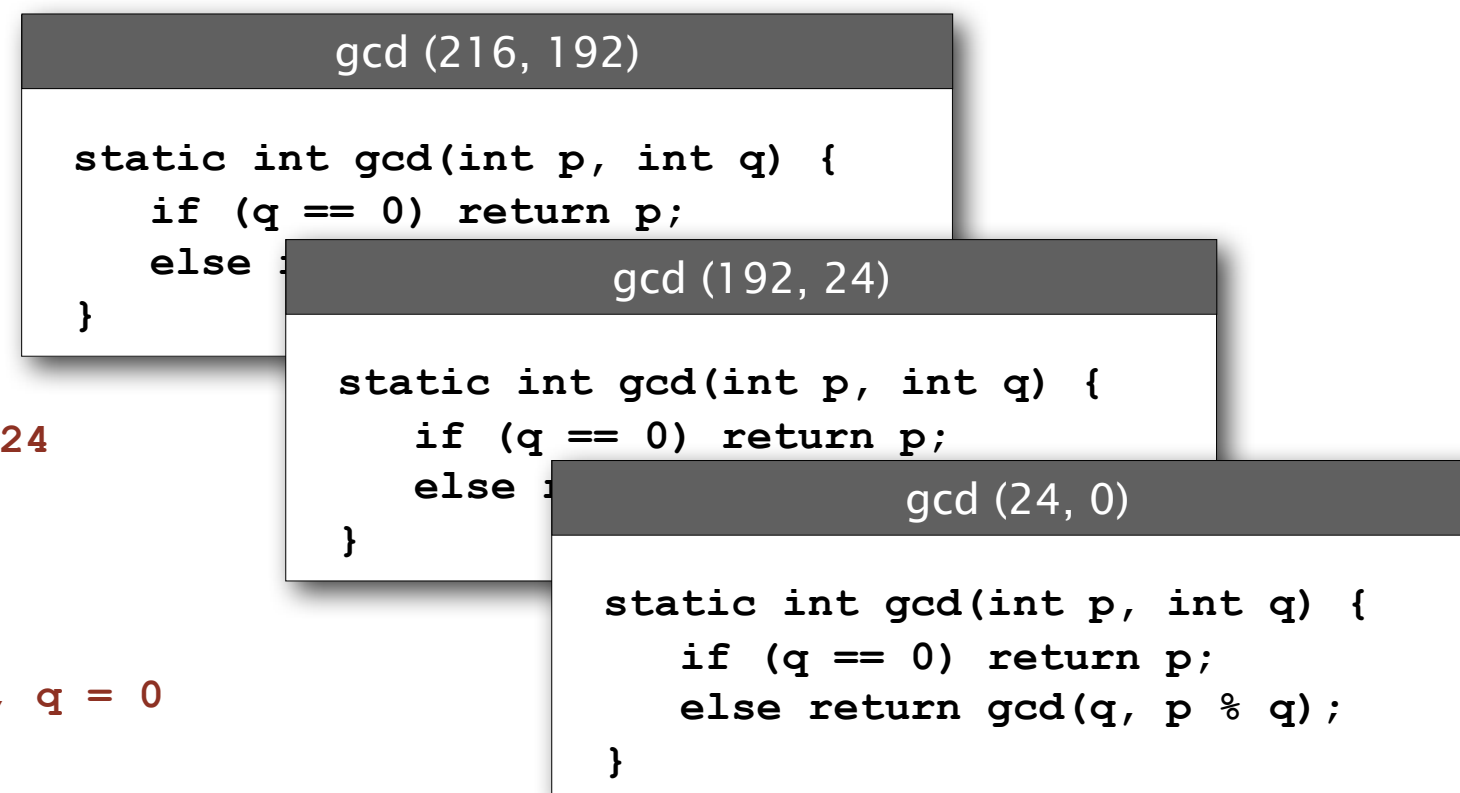 gcd (216, 192)
static int gcd(int p, int q) {
if (q == 0) return p;
else
}
gcd (192, 24)
static int gcd(int p, int q) {
if (q == 0) return p;
else
}
24
gcd (24, 0)
static int gcd(int p, int q) {
if (q == 0) return p;
else return gcd(q, p % q);
}
, q = 0